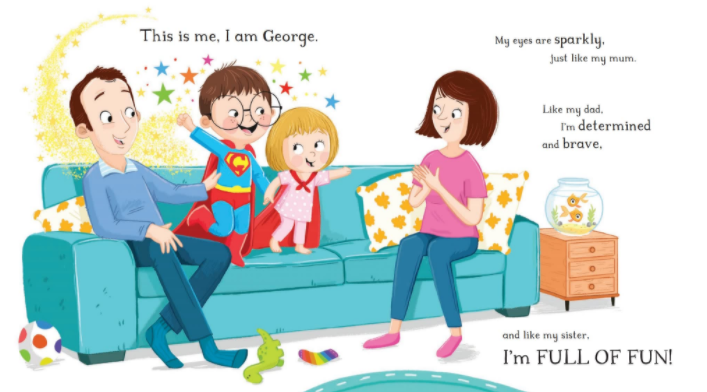 This is me, I am George.
My eyes are sparkly,
just like my mum.
Like my dad,
I'm determined
and brave,
and like my sister,
I'm FULL OF FUN!
G